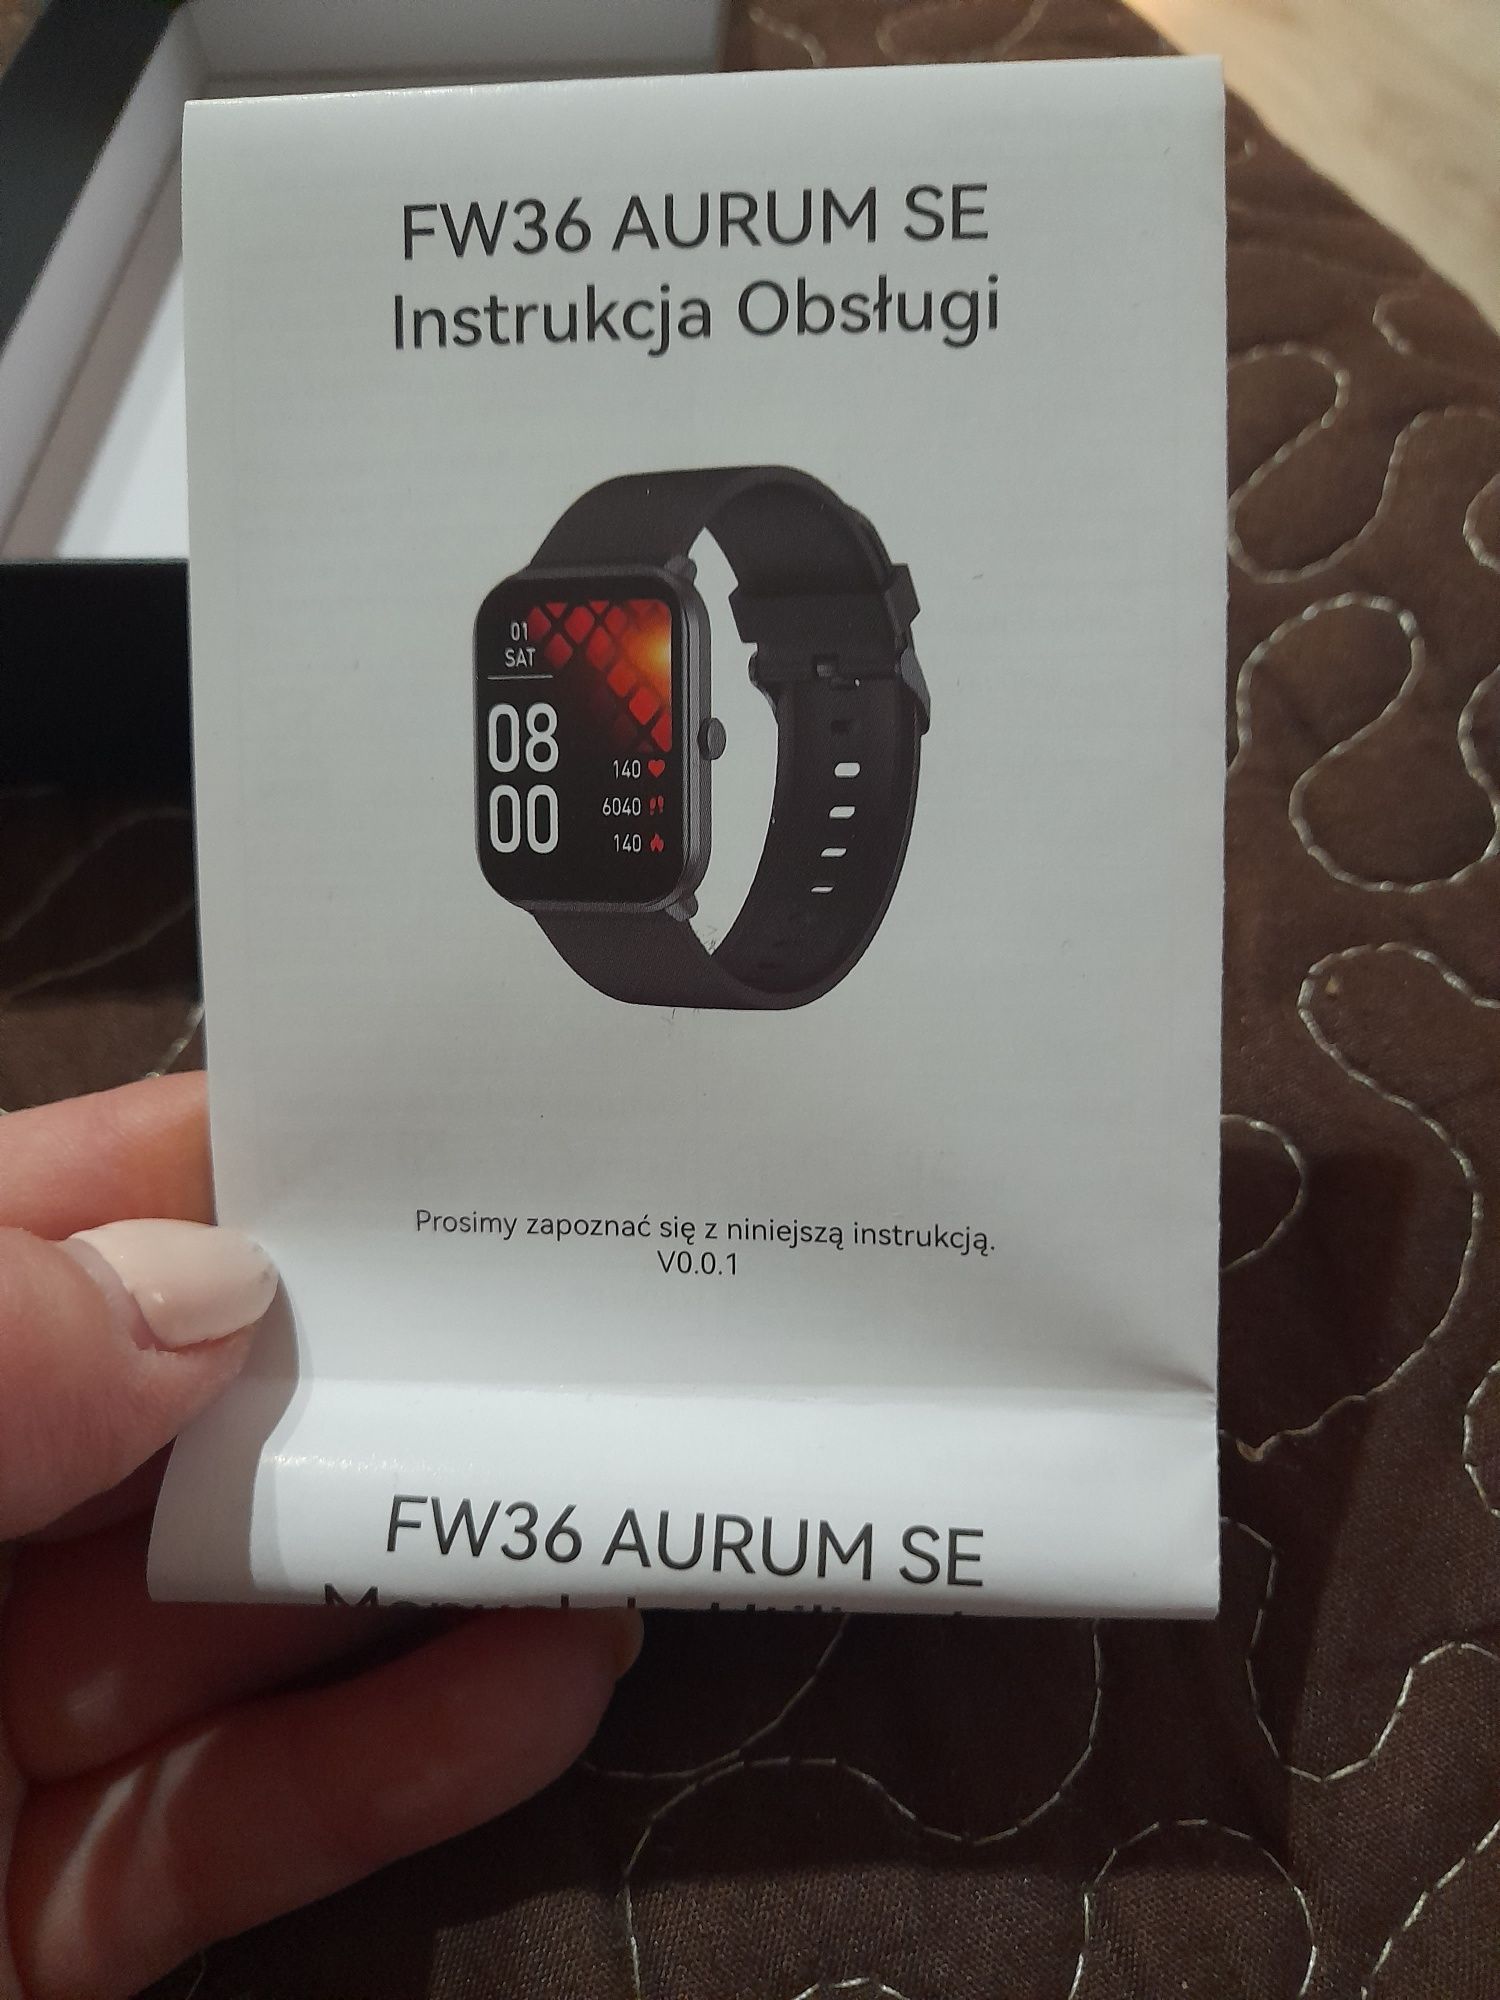 FW36 AURUM SE
Instrukcja Obsługi
01
SAT
08
00
140
6040
140
Prosimy zapoznać się z niniejszą instrukcją.
V0.0.1
FW36 AURUM SE